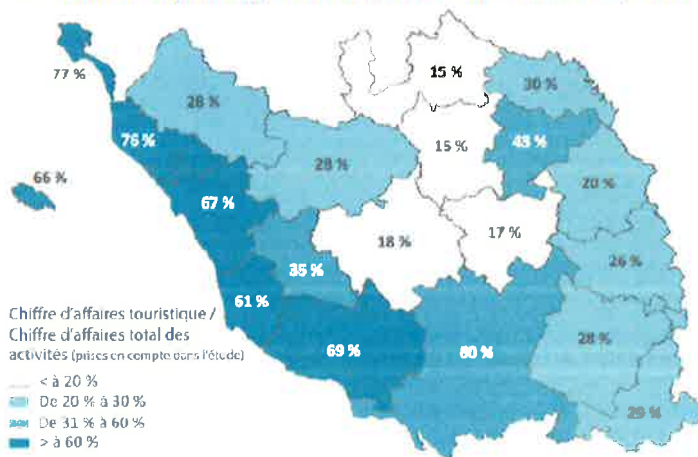 77 %
28 %
15 %
30 %
76 %
28 %
15 %
43 %
66 %
67 %
20 %
18 %
17 %
35 %
26 %
61 %
69 %
60 %
28 %
29 %
Chiffre d'affaires touristique /
Chiffre d'affaires total des
activités (prises en compte dans l'étude)
< à 20 %
De 20 % à 30 %
De 31 % à 60 %
> à 60 %